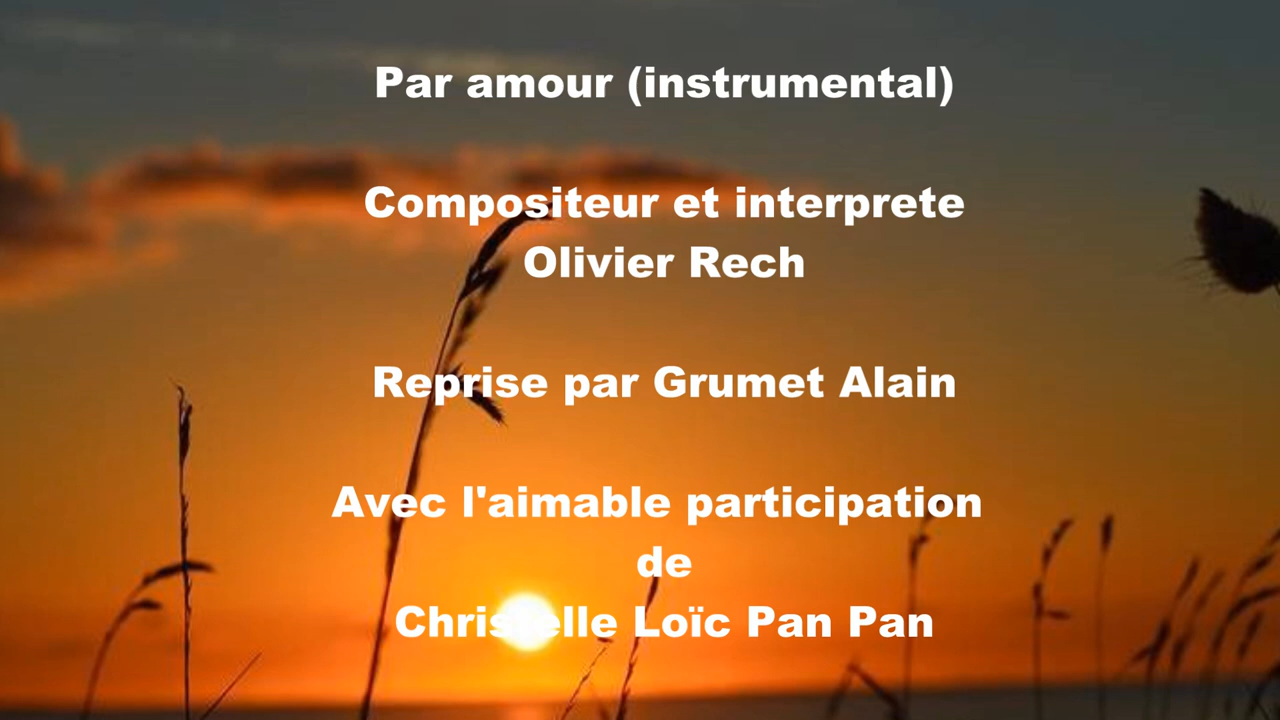 Par amour (instrumental)
Compositeur et interprete
Olivier Rech
Reprise par Grumet Alain
Avec l'aimable participation
de
Christelle Loïc Pan Pan